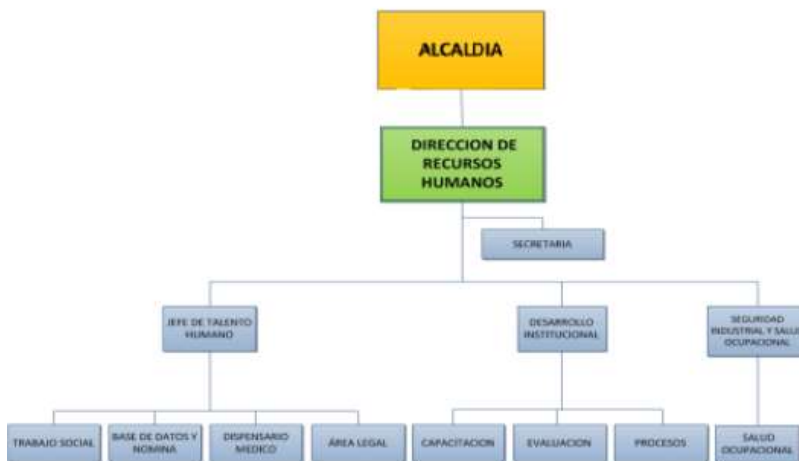 ALCALDIA
DIRECCION DE
RECURSOS
HUMANOS
SECRETARIA
JEFE DE TALENTO
HUMANO
DESARROLLO
INSTITUCIONAL
SEGURIDAD
INDUSTRIAL Y SALUD
OCUPACIONAL
TRABAJO SOCIAL
BASE DE DATOS Y
NOMINA
DISPENSARIO
MEDICO
ÁREA LEGAL
CAPACITACION
EVALUACION
PROCESOS
SALUD
OCUPACIONAL